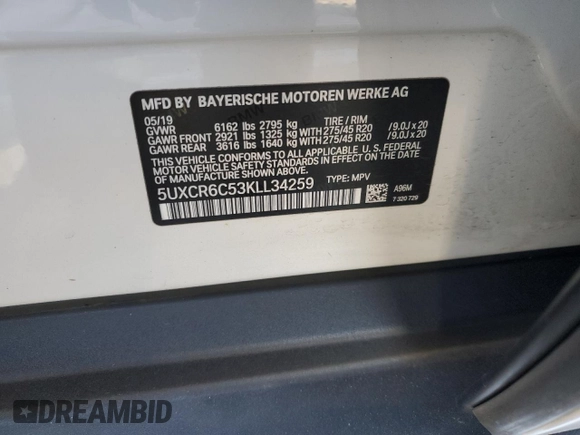 MFD BY BAYERISCHE MOTOREN WERKE AG
05/19
GVWR 6162 lbs 2795 kg TIRE / RIM
GAWR FRONT 2921 lbs 1325 kg WITH 275/45 R20 /9.0J x 20
GAWR REAR 3616 lbs 1640 kg WITH 275/45 R20 /9.0J x 20
THIS VEHICLE CONFORMS TO ALL APPLICABLE U.S. FEDERAL
MOTOR VEHICLE SAFETY STANDARDS IN EFFECT ON THE DATE
OF MANUFACTURE SHOWN ABOVE.
5UXCR6C53KLL34259 TYPE: MPV
A96M
7 320 729
DREAMBID